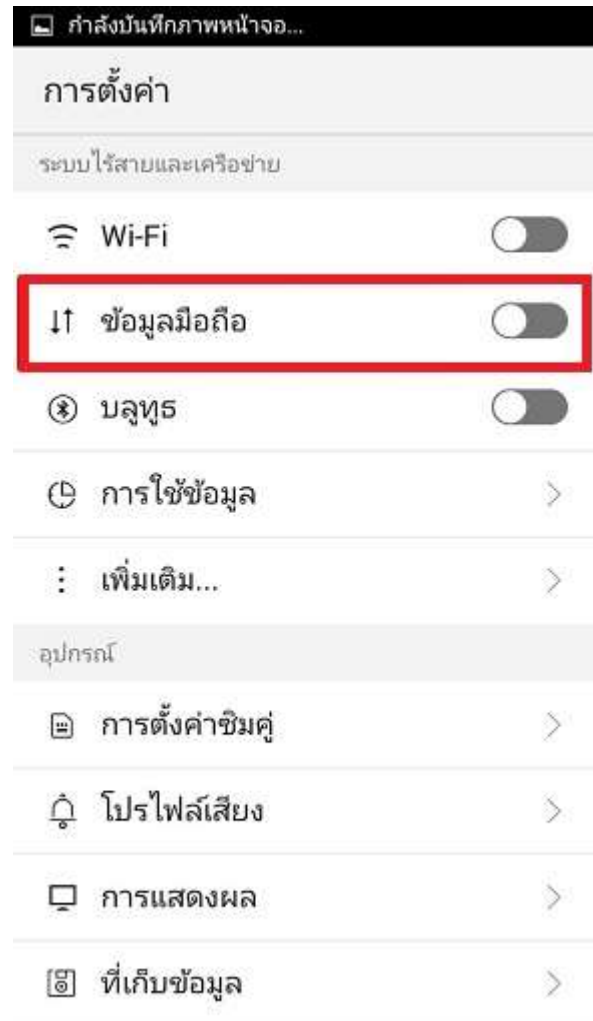 กำลังบันทึกภาพหน้าจอ...
การตั้งค่า
ระบบไร้สายและเครือข่าย
Wi-Fi
ข้อมูลมือถือ
บลูทูธ
การใช้ข้อมูล
เพิ่มเติม...
อุปกรณ์
การตั้งค่าซิมคู่
โปรไฟล์เสียง
การแสดงผล
ที่เก็บข้อมูล